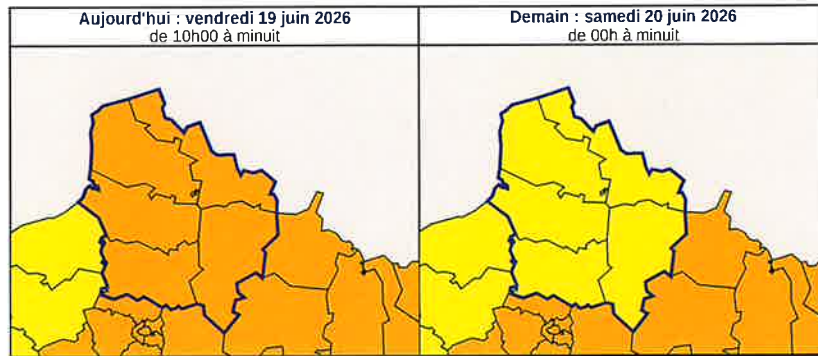 Aujourd'hui : vendredi 19 juin 2026
de 10h00 à minuit
Demain : samedi 20 juin 2026
de 00h à minuit